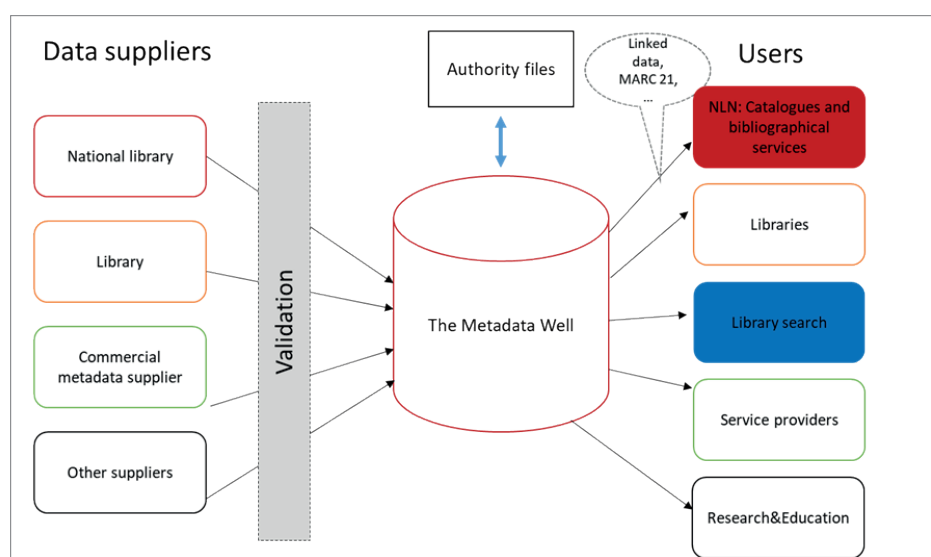 Data suppliers
Authority files
Linked
data,
MARC 21,
...
Users
National library
Library
Commercial
metadata supplier
Other suppliers
Validation
The Metadata Well
NLN: Catalogues and
bibliographical
services
Libraries
Library search
Service providers
Research&Education